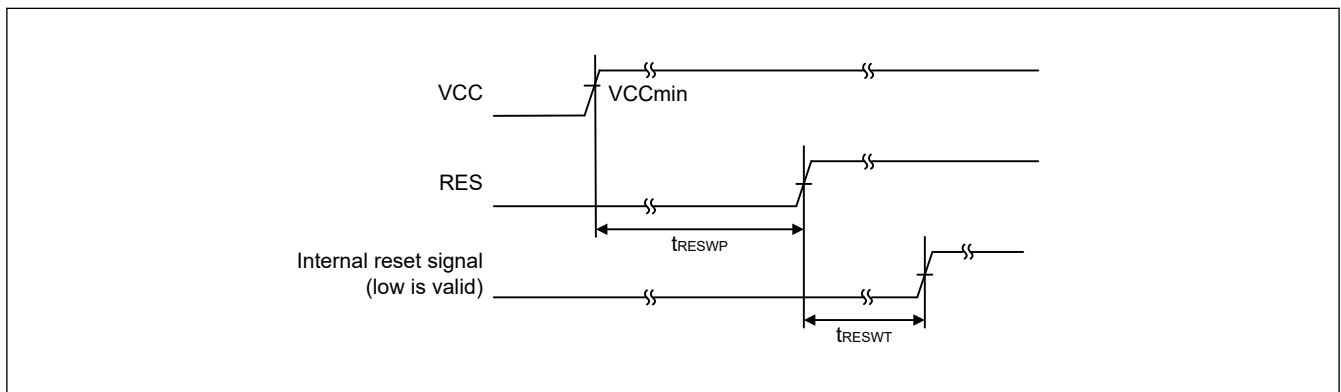 VCC
VCCmin
RES
tRESWP
Internal reset signal
(low is valid)
tRESWT